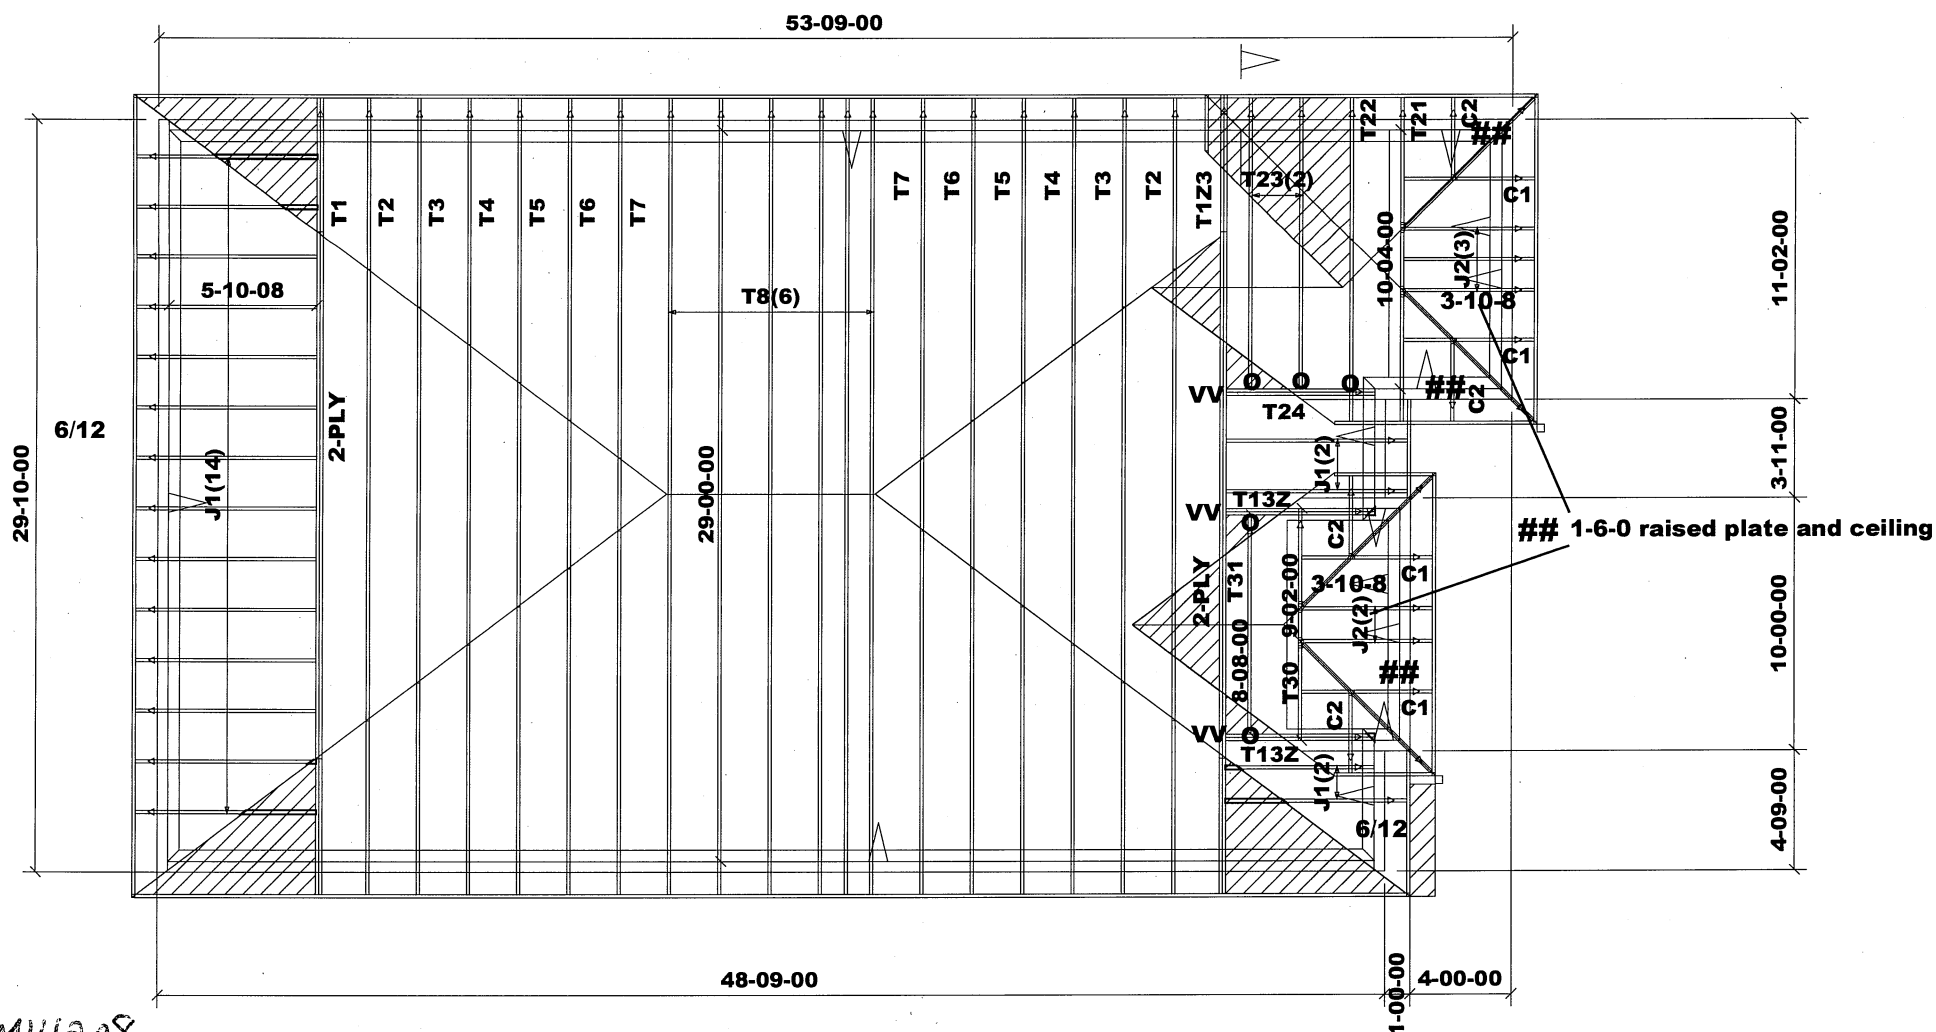 53-09-00
T22
T21
C2
##
T23(2)
C1
T7
T6
T5
T4
T3
T2
T1Z3
T1
T2
T3
T4
T5
T6
T7
10-04-00
J2(3)
11-02-00
5-10-08
T8(6)
3-10-8
C1
VV
O
O
O
##
C2
T24
6/12
2-PLY
29-10-00
J1(14)
29-00-00
J1(2)
3-11-00
T13Z
VV
O
C2
## 1-6-0 raised plate and ceiling
2-PLY
T31
9-02-00
3-10-8
C1
J2(2)
10-00-00
8-08-00
T30
##
C2
C1
VV
O
T13Z
J1(2)
6/12
4-09-00
48-09-00
1-00-00
4-00-00